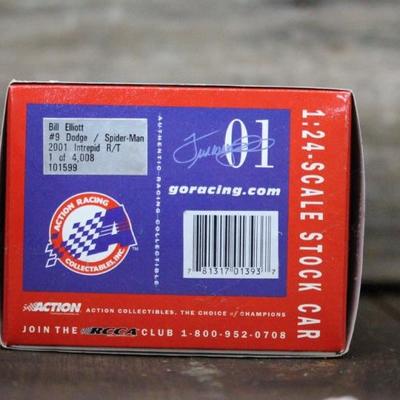 Bill Elliott
#9 Dodge / Spider-Man
2001 Intrepid R/T
1 of 4,008
101599
ACTION RACING
COLLECTABLES, INC.
AUTHENTIC RACING COLLECTIBLE
01
goracing.com
7 81317 01393 7
1:24-SCALE STOCK CAR
ACTION ACTION COLLECTIBLES, THE CHOICE of CHAMPIONS
JOIN THE RCCA CLUB 1-800-952-0708